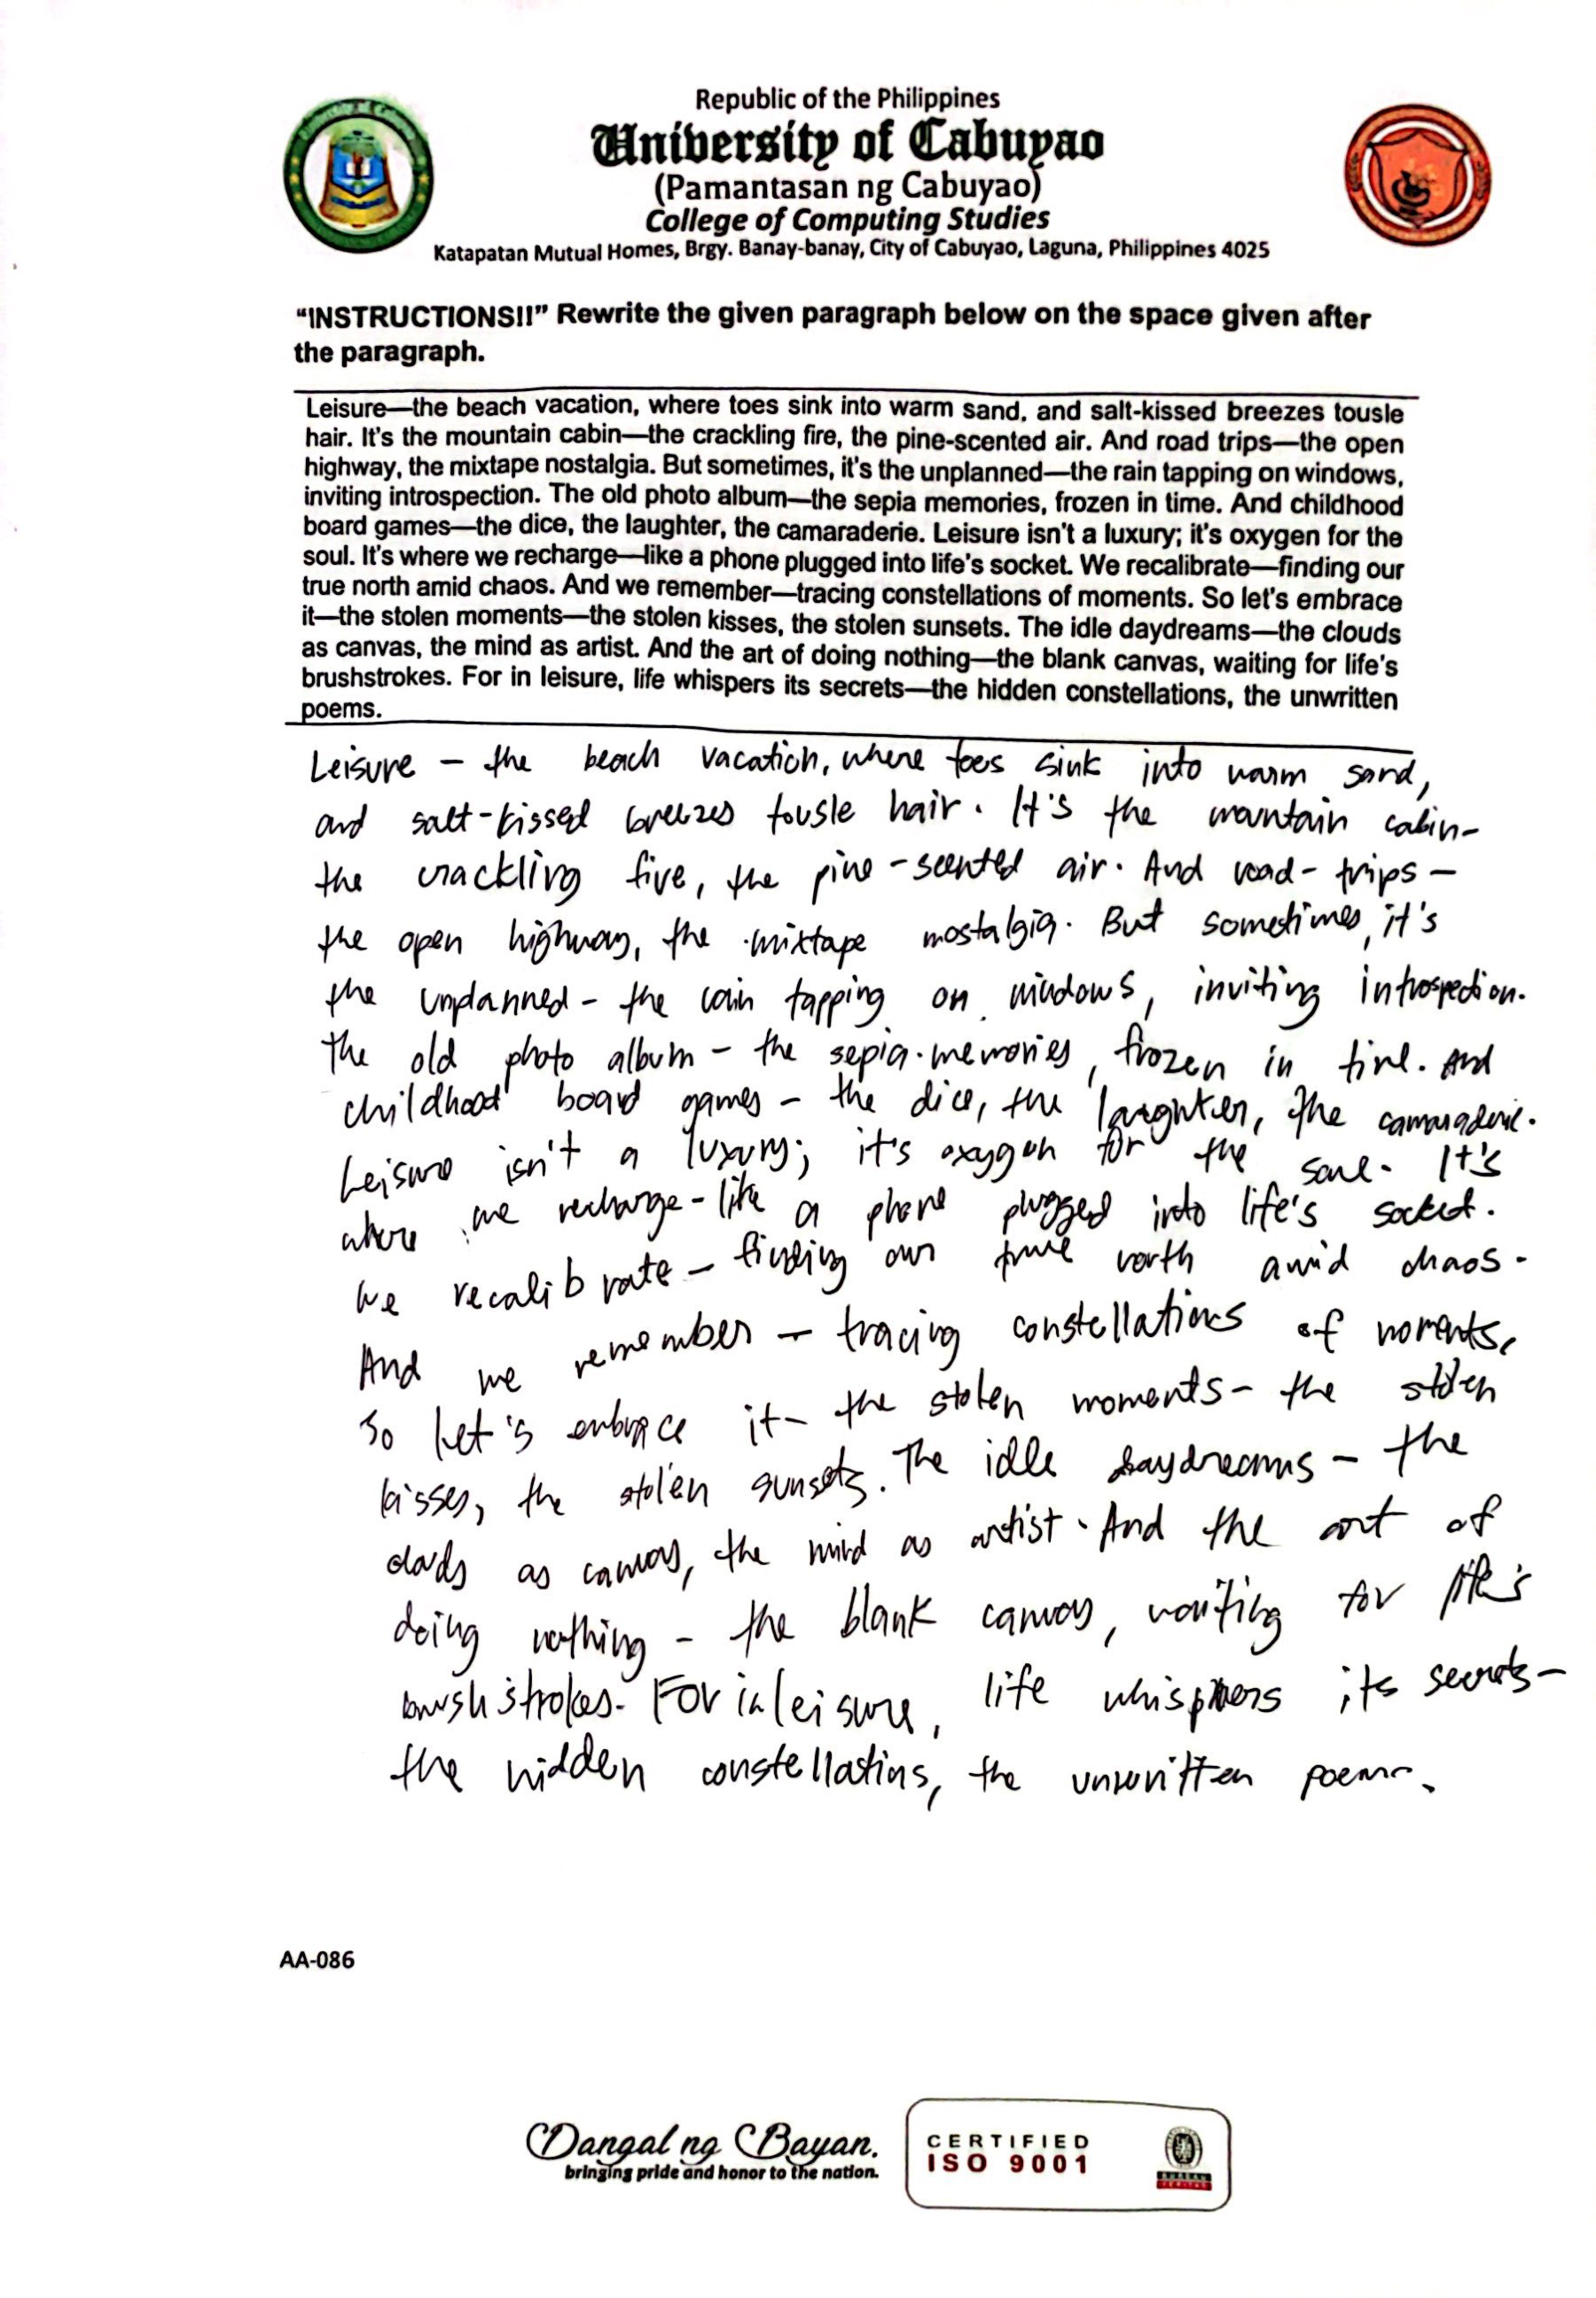 Republic of the Philippines
University of Cabuyao
(Pamantasan ng Cabuyao)
College of Computing Studies
Katapatan Mutual Homes, Brgy. Banay-banay, City of Cabuyao, Laguna, Philippines 4025
“INSTRUCTIONS!!” Rewrite the given paragraph below on the space given after
the paragraph.
Leisure—the beach vacation, where toes sink into warm sand, and salt-kissed breezes tousle
hair. It's the mountain cabin—the crackling fire, the pine-scented air. And road trips—the open
highway, the mixtape nostalgia. But sometimes, it's the unplanned—the rain tapping on windows,
inviting introspection. The old photo album—the sepia memories, frozen in time. And childhood
board games—the dice, the laughter, the camaraderie. Leisure isn't a luxury; it's oxygen for the
soul. It's where we recharge—like a phone plugged into life's socket. We recalibrate—finding our
true north amid chaos. And we remember—tracing constellations of moments. So let's embrace
it—the stolen moments—the stolen kisses, the stolen sunsets. The idle daydreams—the clouds
as canvas, the mind as artist. And the art of doing nothing—the blank canvas, waiting for life's
brushstrokes. For in leisure, life whispers its secrets—the hidden constellations, the unwritten
poems.
Leisure - the beach vacation, where toes sink into warm sand,
and salt-kissed breezes tousle hair. It's the mountain cabin-
the crackling fire, the pine-scented air. And road-trips-
the open highway, the mixtape nostalgia. But sometimes, it's
the unplanned - the rain tapping on windows, inviting introspection.
The old photo album - the sepia memories, frozen in time. And
childhood board games - the dice, the laughter, the camaraderie.
Leisure isn't a luxury; it's oxygen for the soul. It's
where we recharge - like a phone plugged into life's socket.
We recalibrate - finding our true north amid chaos.
And we remember - tracing constellations of moments.
So let's embrace it - the stolen moments - the stolen
kisses, the stolen sunsets. The idle daydreams - the
clouds as canvas, the mind as artist. And the art of
doing nothing - the blank canvas, waiting for life's
brushstrokes. For in leisure, life whispers its secrets-
the hidden constellatins, the unwritten poems.
AA-086
Dangal ng Bayan.
bringing pride and honor to the nation.
CERTIFIED
ISO 9001